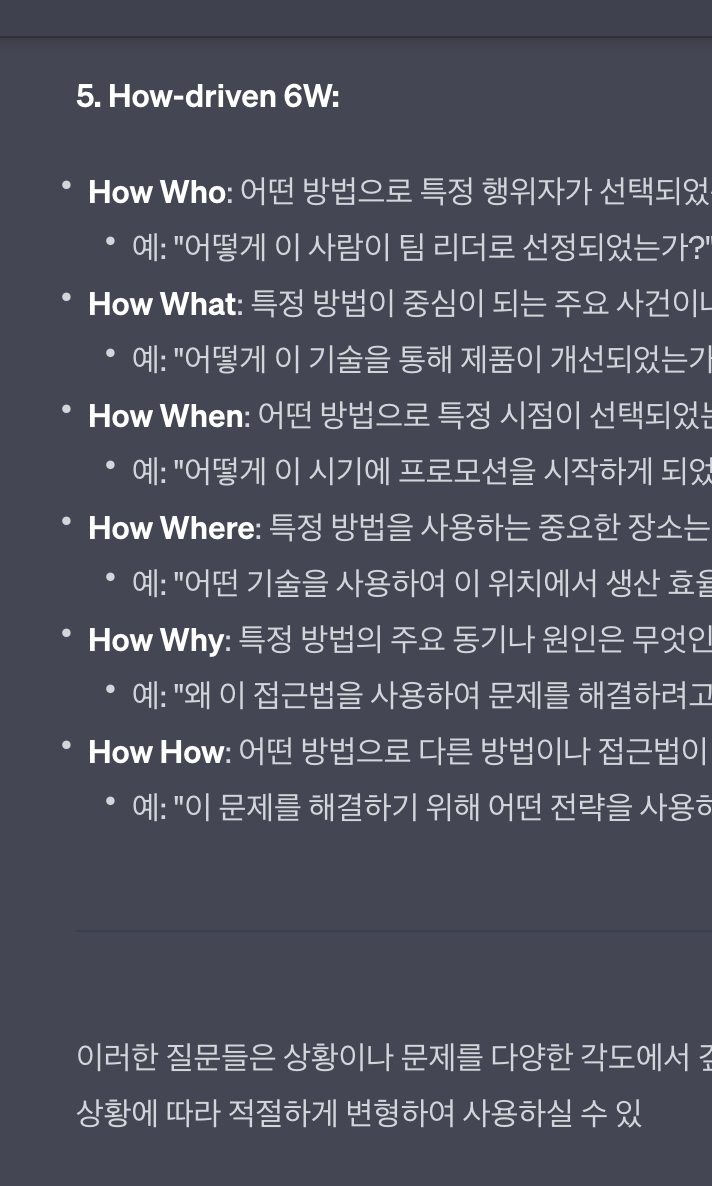 5. How-driven 6W:
• How Who: 어떤 방법으로 특정 행위자가 선택되었
• 예: "어떻게 이 사람이 팀 리더로 선정되었는가?"
• How What: 특정 방법이 중심이 되는 주요 사건이나
• 예: "어떻게 이 기술을 통해 제품이 개선되었는가
• How When: 어떤 방법으로 특정 시점이 선택되었는
• 예: "어떻게 이 시기에 프로모션을 시작하게 되었
• How Where: 특정 방법을 사용하는 중요한 장소는
• 예: "어떤 기술을 사용하여 이 위치에서 생산 효율
• How Why: 특정 방법의 주요 동기나 원인은 무엇인
• 예: "왜 이 접근법을 사용하여 문제를 해결하려고
• How How: 어떤 방법으로 다른 방법이나 접근법이
• 예: "이 문제를 해결하기 위해 어떤 전략을 사용하
이러한 질문들은 상황이나 문제를 다양한 각도에서
상황에 따라 적절하게 변형하여 사용하실 수 있